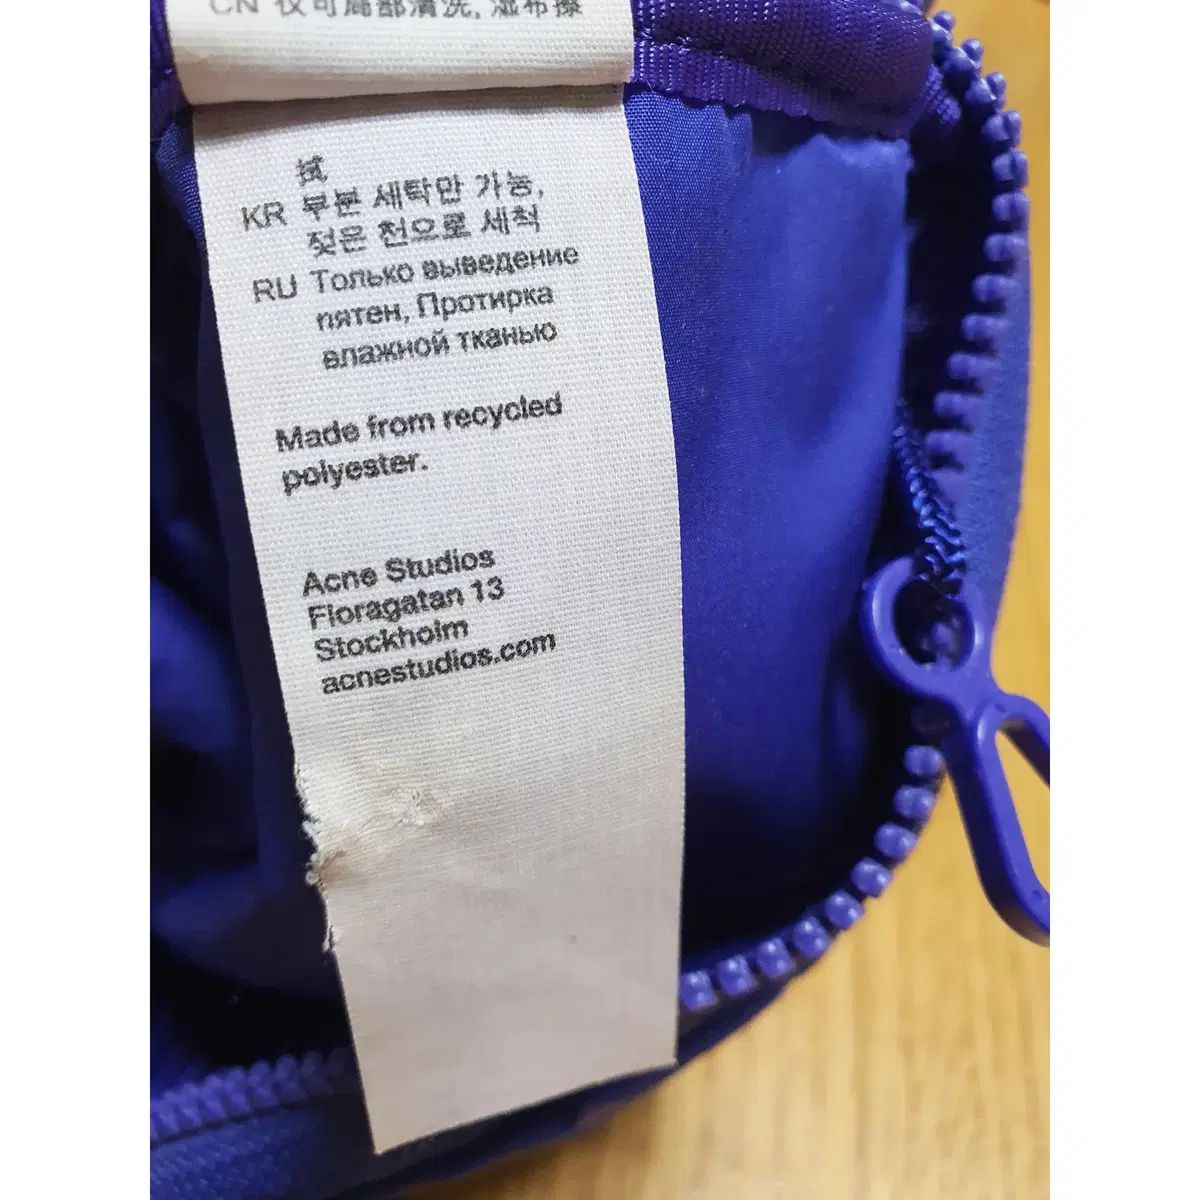 CN 仅可局部清洗, 湿布擦
拭
KR 부분 세탁만 가능,
젖은 천으로 세척
RU Только выведение
пятен, Протирка
влажной тканью
Made from recycled
polyester.
Acne Studios
Floragatan 13
Stockholm
acnestudios.com